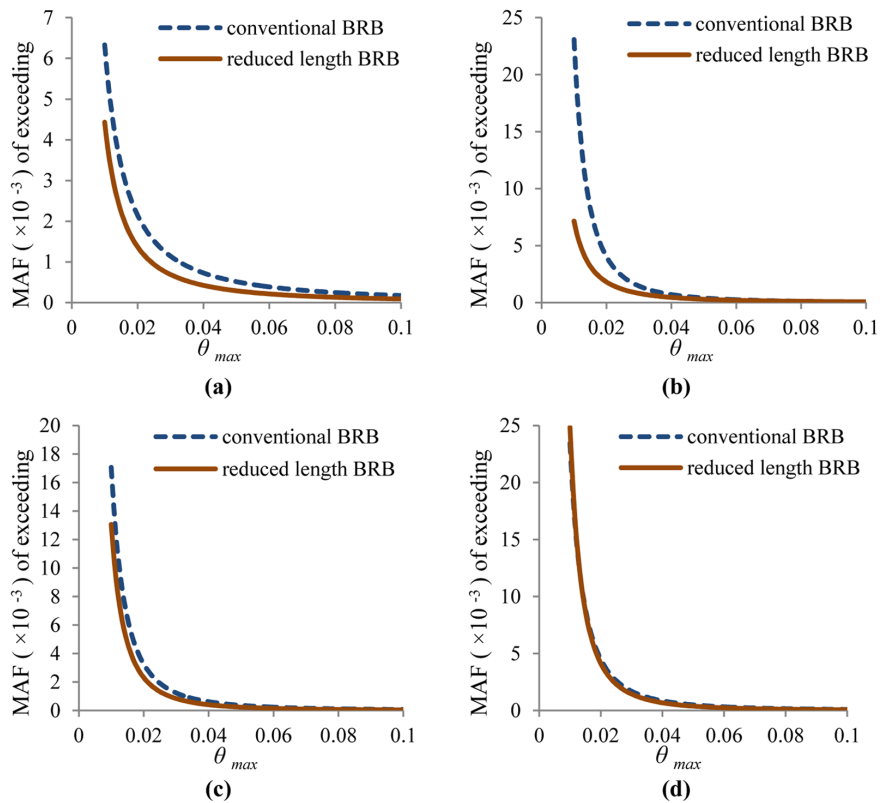 7
6
5
4
3
2
1
0
MAF ( ×10 -3 ) of exceeding
conventional BRB
reduced length BRB
0 0.02 0.04 0.06 0.08 0.1
θ max
(a)
25
20
15
10
5
0
MAF ( ×10 -3 ) of exceeding
conventional BRB
reduced length BRB
0 0.02 0.04 0.06 0.08 0.1
θ max
(b)
20
18
16
14
12
10
8
6
4
2
0
MAF ( ×10 -3 ) of exceeding
conventional BRB
reduced length BRB
0 0.02 0.04 0.06 0.08 0.1
θ max
(c)
25
20
15
10
5
0
MAF ( ×10 -3 ) of exceeding
conventional BRB
reduced length BRB
0 0.02 0.04 0.06 0.08 0.1
θ max
(d)